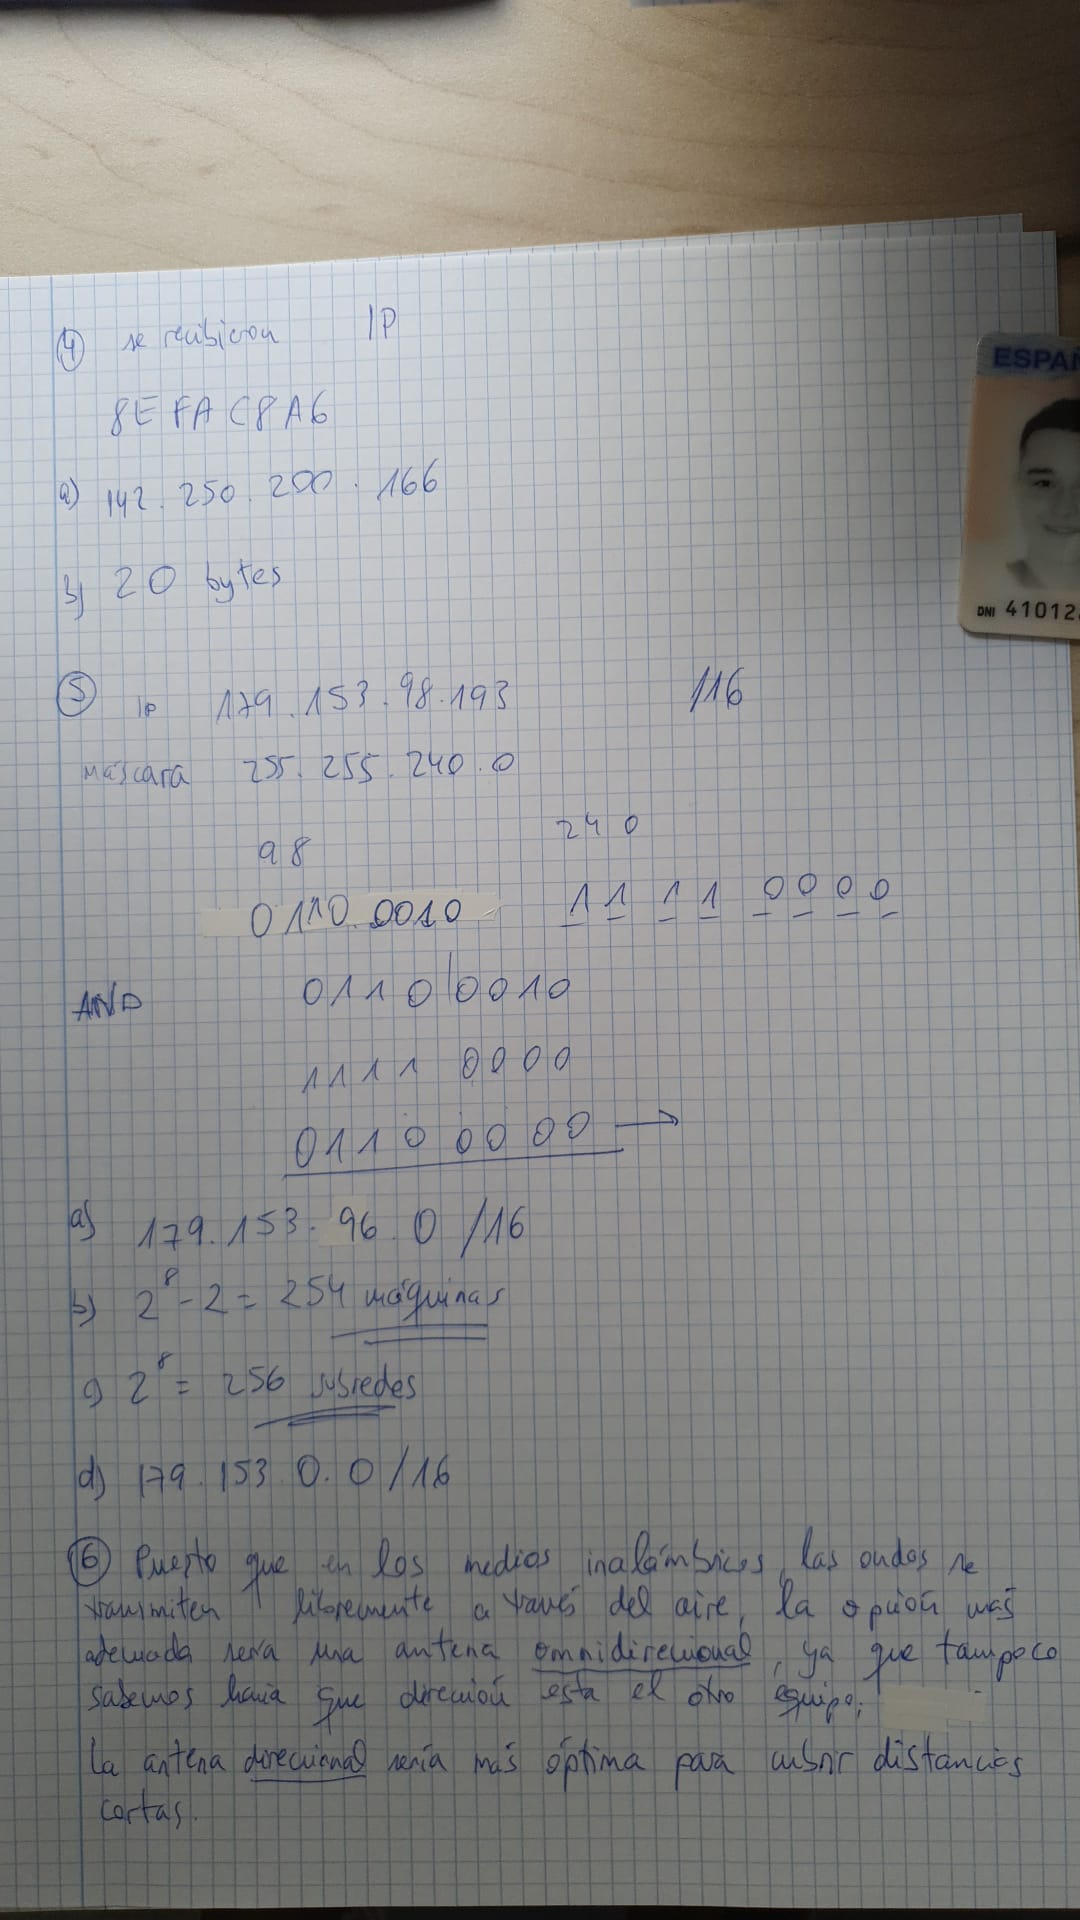 4 se recibieron IP
8E FA C8 A6
a) 142.250.200.166
b) 20 bytes
5 IP 179.153.98.193 /16
máscara 255.255.240.0
98 240
0110.0010 1111 0000
AND 0110 0010
1111 0000
0110 0000 →
a) 179.153.96.0 /16
b) 2^8 - 2 = 254 máquinas
c) 2^8 = 256 subredes
d) 179.153.0.0/16
6 Puesto que en los medios inalámbricos, las ondas se
transmiten libremente a través del aire, la opción más
adecuada sería una antena omnidireccional, ya que tampoco
sabemos hacia que dirección esta el otro equipo;
La antena direccional sería más óptima para cubrir distancias
cortas.
ESPAÑ
DNI 41012